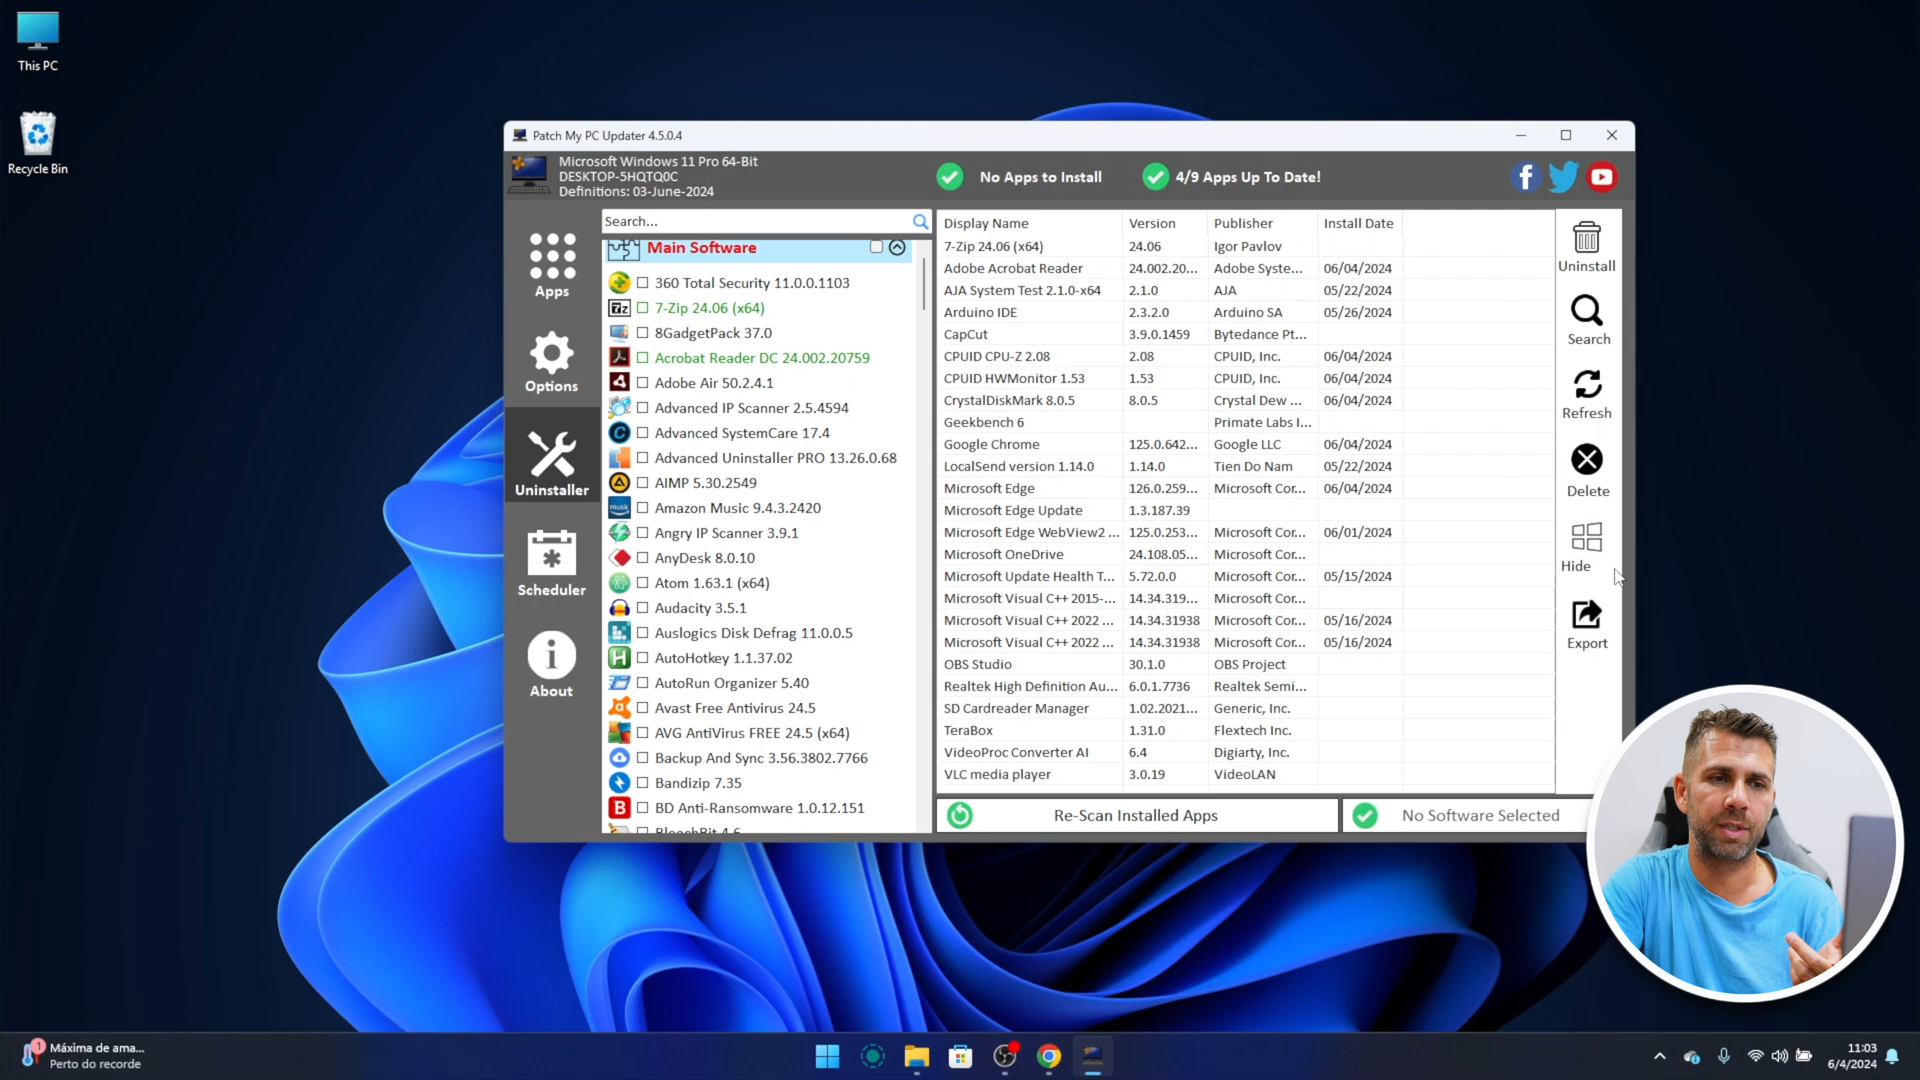 This PC
Recycle Bin
Patch My PC Updater 4.5.0.4
Microsoft Windows 11 Pro 64-Bit
DESKTOP-5HQTQ0C
Definitions: 03-June-2024
No Apps to Install
4/9 Apps Up To Date!
Apps
Options
Uninstaller
Scheduler
About
Search...
Main Software
360 Total Security 11.0.0.1103
7-Zip 24.06 (x64)
8GadgetPack 37.0
Acrobat Reader DC 24.002.20759
Adobe Air 50.2.4.1
Advanced IP Scanner 2.5.4594
Advanced SystemCare 17.4
Advanced Uninstaller PRO 13.26.0.68
AIMP 5.30.2549
Amazon Music 9.4.3.2420
Angry IP Scanner 3.9.1
AnyDesk 8.0.10
Atom 1.63.1 (x64)
Audacity 3.5.1
Auslogics Disk Defrag 11.0.0.5
AutoHotkey 1.1.37.02
AutoRun Organizer 5.40
Avast Free Antivirus 24.5
AVG AntiVirus FREE 24.5 (x64)
Backup And Sync 3.56.3802.7766
Bandizip 7.35
BD Anti-Ransomware 1.0.12.151
BleachBit 4.6
Display Name Version Publisher Install Date
7-Zip 24.06 (x64) 24.06 Igor Pavlov
Adobe Acrobat Reader 24.002.20... Adobe Syste... 06/04/2024
AJA System Test 2.1.0-x64 2.1.0 AJA 05/22/2024
Arduino IDE 2.3.2.0 Arduino SA 05/26/2024
CapCut 3.9.0.1459 Bytedance Pt...
CPUID CPU-Z 2.08 2.08 CPUID, Inc. 06/04/2024
CPUID HWMonitor 1.53 1.53 CPUID, Inc. 06/04/2024
CrystalDiskMark 8.0.5 8.0.5 Crystal Dew ... 06/04/2024
Geekbench 6 Primate Labs I...
Google Chrome 125.0.642... Google LLC 06/04/2024
LocalSend version 1.14.0 1.14.0 Tien Do Nam 05/22/2024
Microsoft Edge 126.0.259... Microsoft Cor... 06/04/2024
Microsoft Edge Update 1.3.187.39
Microsoft Edge WebView2 ... 125.0.253... Microsoft Cor... 06/01/2024
Microsoft OneDrive 24.108.05... Microsoft Cor...
Microsoft Update Health T... 5.72.0.0 Microsoft Cor... 05/15/2024
Microsoft Visual C++ 2015-... 14.34.319... Microsoft Cor...
Microsoft Visual C++ 2022 ... 14.34.31938 Microsoft Cor... 05/16/2024
Microsoft Visual C++ 2022 ... 14.34.31938 Microsoft Cor... 05/16/2024
OBS Studio 30.1.0 OBS Project
Realtek High Definition Au... 6.0.1.7736 Realtek Semi...
SD Cardreader Manager 1.02.2021... Generic, Inc.
TeraBox 1.31.0 Flextech Inc.
VideoProc Converter AI 6.4 Digiarty, Inc.
VLC media player 3.0.19 VideoLAN
Uninstall
Search
Refresh
Delete
Hide
Export
Re-Scan Installed Apps
No Software Selected
1
Máxima de ama...
Perto do recorde
11:03
6/4/2024